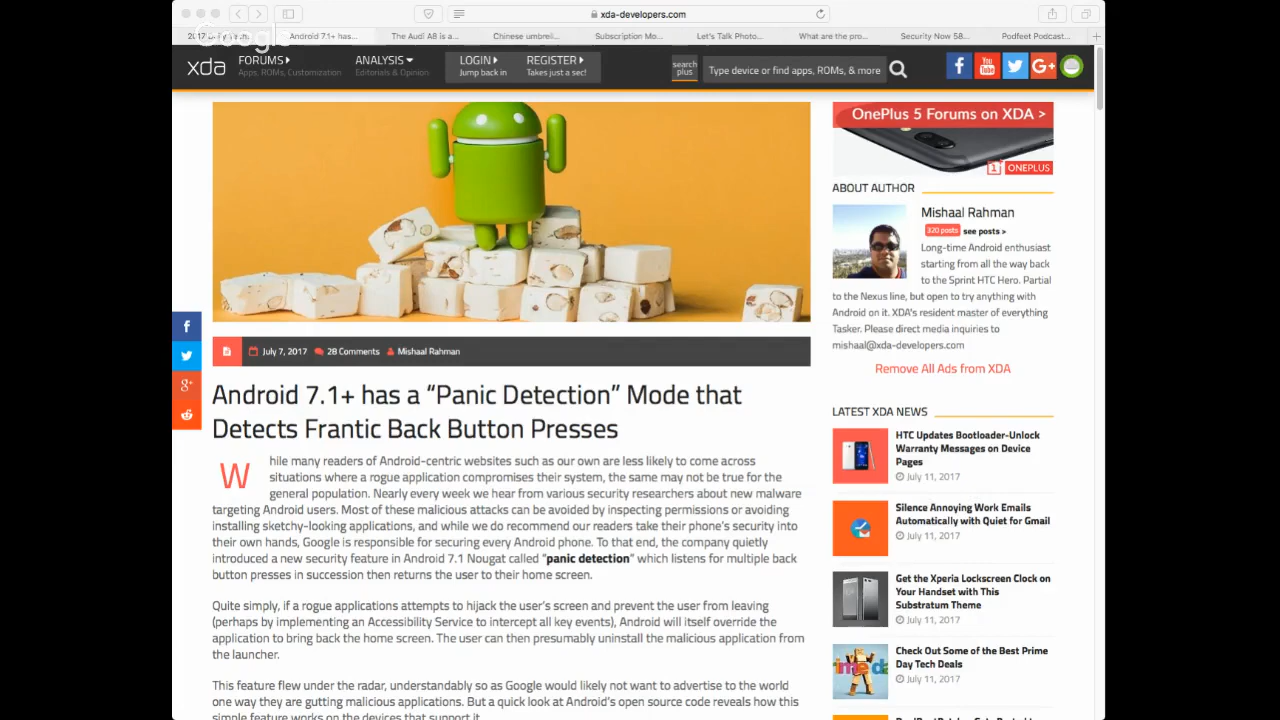 xda-developers.com
Android 7.1+ has...
The Audi A8 is a...
Chinese umbrel...
Subscription Mo...
Let's Talk Photo...
What are the pro...
Security Now 58...
Podfeet Podcast...
Google
xda
FORUMS
Apps, ROMs, Customization
ANALYSIS
Editorials & Opinion
LOGIN
Jump back in
REGISTER
Takes just a sec!
search
plus
Type device or find apps, ROMs, & more
You
Tube
G+
OnePlus 5 Forums on XDA >
1+ ONEPLUS
ABOUT AUTHOR
Mishaal Rahman
320 posts see posts >
Long-time Android enthusiast
starting from all the way back
to the Sprint HTC Hero. Partial
to the Nexus line, but open to try anything with
Android on it. XDA's resident master of everything
Tasker. Please direct media inquiries to
mishaal@xda-developers.com
Remove All Ads from XDA
July 7, 2017 28 Comments Mishaal Rahman
Android 7.1+ has a “Panic Detection” Mode that
Detects Frantic Back Button Presses
While many readers of Android-centric websites such as our own are less likely to come across
situations where a rogue application compromises their system, the same may not be true for the
general population. Nearly every week we hear from various security researchers about new malware
targeting Android users. Most of these malicious attacks can be avoided by inspecting permissions or avoiding
installing sketchy-looking applications, and while we do recommend our readers take their phone's security into
their own hands, Google is responsible for securing every Android phone. To that end, the company quietly
introduced a new security feature in Android 7.1 Nougat called “panic detection” which listens for multiple back
button presses in succession then returns the user to their home screen.
Quite simply, if a rogue applications attempts to hijack the user's screen and prevent the user from leaving
(perhaps by implementing an Accessibility Service to intercept all key events), Android will itself override the
application to bring back the home screen. The user can then presumably uninstall the malicious application from
the launcher.
This feature flew under the radar, understandably so as Google would likely not want to advertise to the world
one way they are gutting malicious applications. But a quick look at Android's open source code reveals how this
simple feature works on the devices that support it.
LATEST XDA NEWS
HTC Updates Bootloader-Unlock
Warranty Messages on Device
Pages
July 11, 2017
Silence Annoying Work Emails
Automatically with Quiet for Gmail
July 11, 2017
Get the Xperia Lockscreen Clock on
Your Handset with This
Substratum Theme
July 11, 2017
Check Out Some of the Best Prime
Day Tech Deals
July 11, 2017